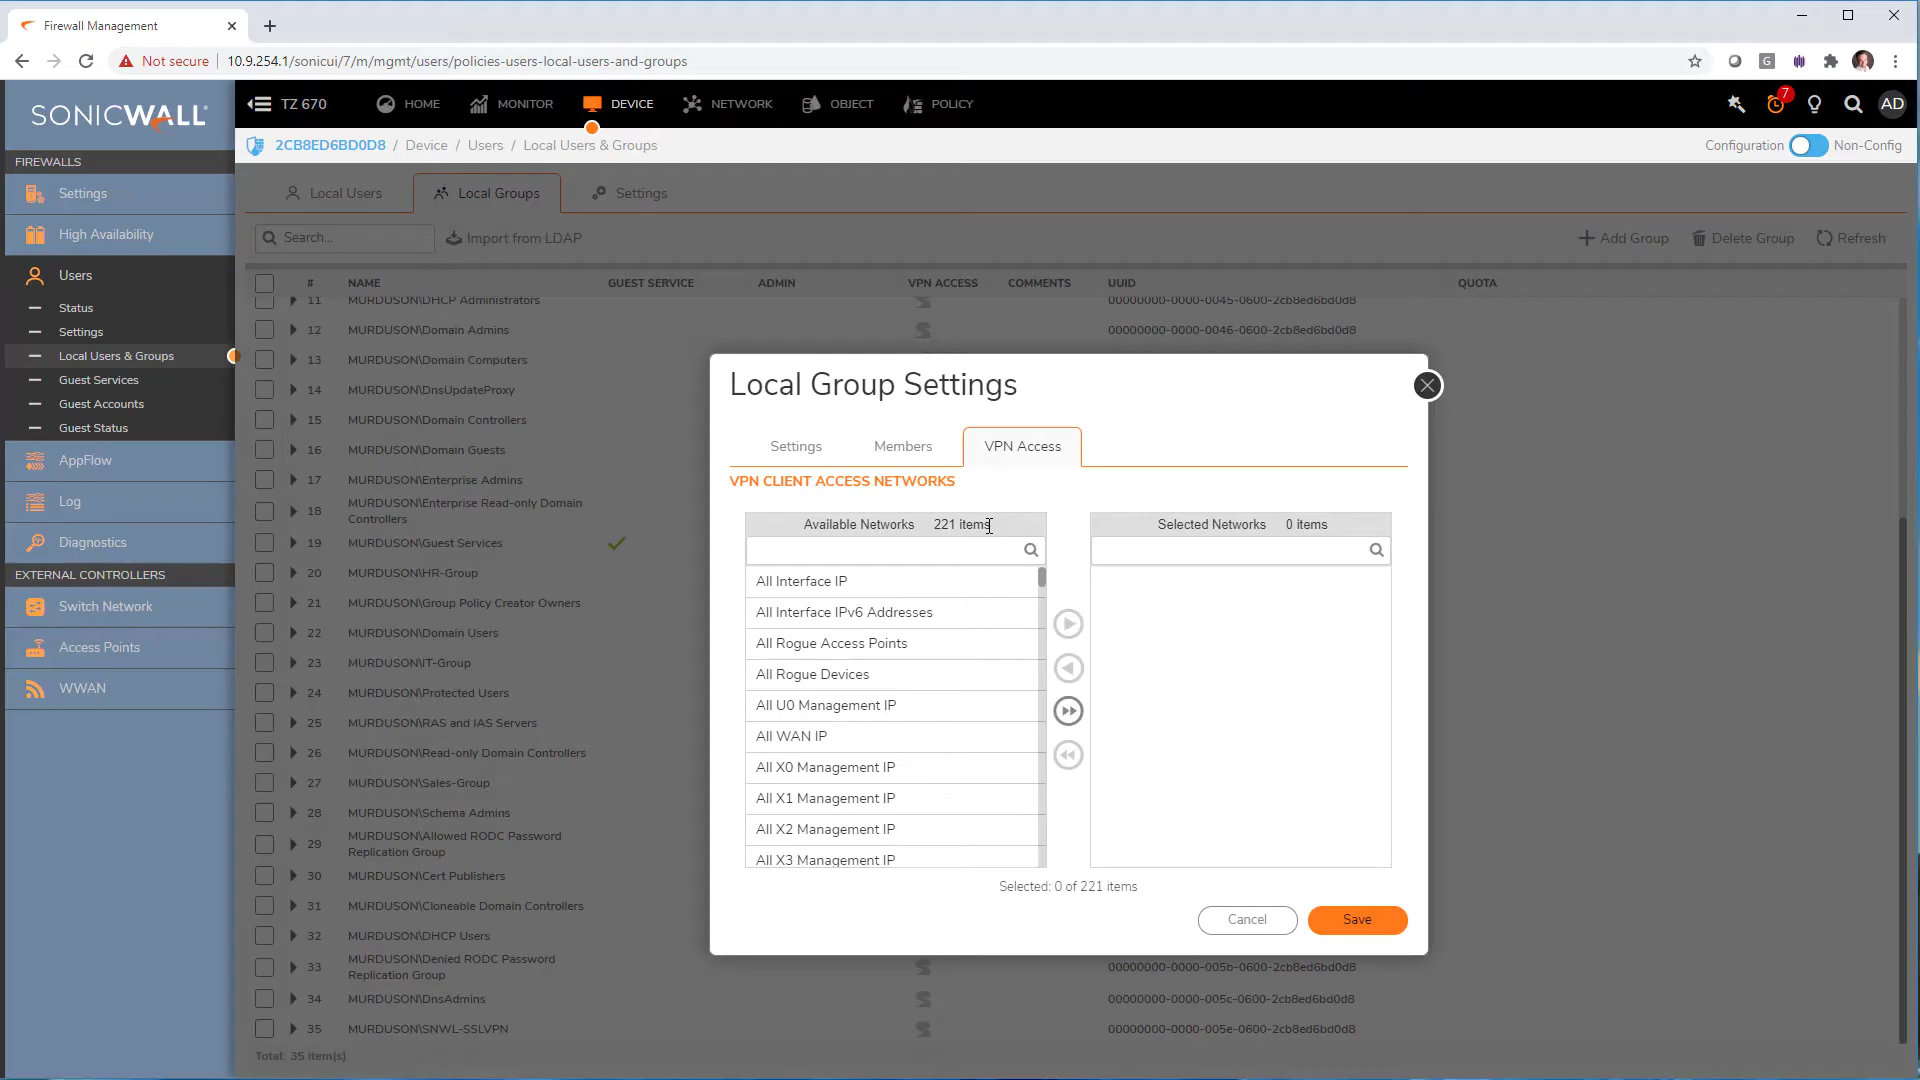 Firewall Management
Not secure
10.9.254.1/sonicui/7/m/mgmt/users/policies-users-local-users-and-groups
G
SONICWALL
TZ 670
HOME
MONITOR
DEVICE
NETWORK
OBJECT
POLICY
7
AD
FIREWALLS
2CB8ED6BD0D8 / Device / Users / Local Users & Groups
Configuration
Non-Config
Settings
High Availability
Users
Status
Settings
Local Users & Groups
Guest Services
Guest Accounts
Guest Status
AppFlow
Log
Diagnostics
EXTERNAL CONTROLLERS
Switch Network
Access Points
WWAN
Local Users
Local Groups
Settings
Search...
Import from LDAP
Add Group
Delete Group
Refresh
# NAME GUEST SERVICE ADMIN VPN ACCESS COMMENTS UUID QUOTA
11 MURDUSON\DHCP Administrators 00000000-0000-0045-0600-2cb8ed6bd0d8
12 MURDUSON\Domain Admins 00000000-0000-0046-0600-2cb8ed6bd0d8
13 MURDUSON\Domain Computers
14 MURDUSON\DnsUpdateProxy
15 MURDUSON\Domain Controllers
16 MURDUSON\Domain Guests
17 MURDUSON\Enterprise Admins
18 MURDUSON\Enterprise Read-only Domain
Controllers
19 MURDUSON\Guest Services
20 MURDUSON\HR-Group
21 MURDUSON\Group Policy Creator Owners
22 MURDUSON\Domain Users
23 MURDUSON\IT-Group
24 MURDUSON\Protected Users
25 MURDUSON\RAS and IAS Servers
26 MURDUSON\Read-only Domain Controllers
27 MURDUSON\Sales-Group
28 MURDUSON\Schema Admins
29 MURDUSON\Allowed RODC Password
Replication Group
30 MURDUSON\Cert Publishers
31 MURDUSON\Cloneable Domain Controllers
32 MURDUSON\DHCP Users
33 MURDUSON\Denied RODC Password
Replication Group 00000000-0000-005b-0600-2cb8ed6bd0d8
34 MURDUSON\DnsAdmins 00000000-0000-005c-0600-2cb8ed6bd0d8
35 MURDUSON\SNWL-SSLVPN 00000000-0000-005e-0600-2cb8ed6bd0d8
Total: 35 item(s)
Local Group Settings
Settings
Members
VPN Access
VPN CLIENT ACCESS NETWORKS
Available Networks 221 items
All Interface IP
All Interface IPv6 Addresses
All Rogue Access Points
All Rogue Devices
All U0 Management IP
All WAN IP
All X0 Management IP
All X1 Management IP
All X2 Management IP
All X3 Management IP
Selected Networks 0 items
Selected: 0 of 221 items
Cancel
Save